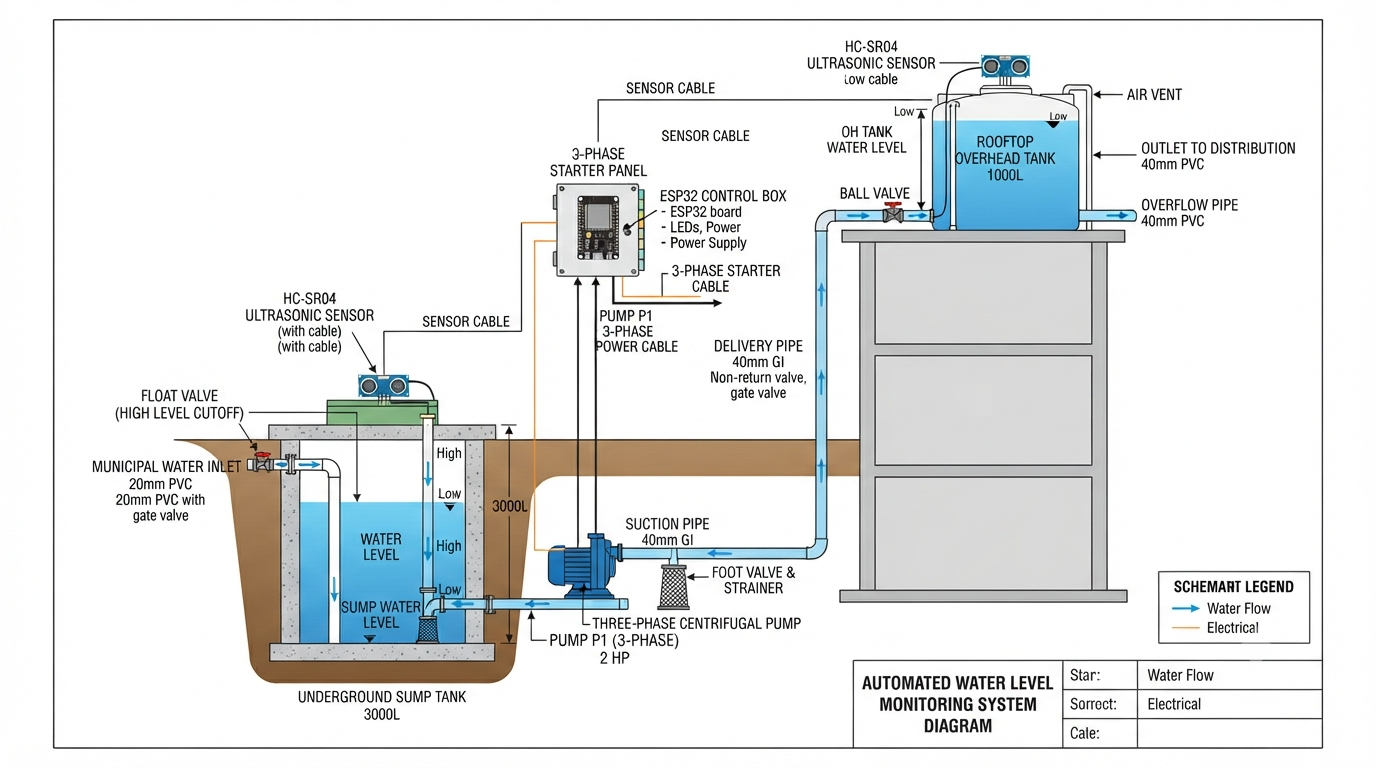 HC-SR04
ULTRASONIC SENSOR
Low cable
SENSOR CABLE
AIR VENT
Low
Low
SENSOR CABLE
OH TANK
WATER LEVEL
ROOFTOP
OVERHEAD TANK
1000L
OUTLET TO DISTRIBUTION
40mm PVC
3-PHASE
STARTER PANEL
BALL VALVE
ESP32 CONTROL BOX
- ESP32 board
- LEDs, Power
- Power Supply
OVERFLOW PIPE
40mm PVC
3-PHASE STARTER
CABLE
HC-SR04
ULTRASONIC SENSOR
(with cable)
(with cable)
SENSOR CABLE
PUMP P1
3-PHASE
POWER CABLE
DELIVERY PIPE
40mm GI
Non-return valve,
gate valve
FLOAT VALVE
(HIGH LEVEL CUTOFF)
MUNICIPAL WATER INLET
20mm PVC
20mm PVC with
gate valve
High
Low
3000L
WATER
LEVEL
High
SUCTION PIPE
40mm GI
FOOT VALVE &
STRAINER
Low
SUMP WATER
LEVEL
THREE-PHASE CENTRIFUGAL PUMP
PUMP P1 (3-PHASE)
2 HP
UNDERGROUND SUMP TANK
3000L
SCHEMART LEGEND
Water Flow
Electrical
AUTOMATED WATER LEVEL
MONITORING SYSTEM
DIAGRAM
Star: Water Flow
Sorroct: Electrical
Cale: